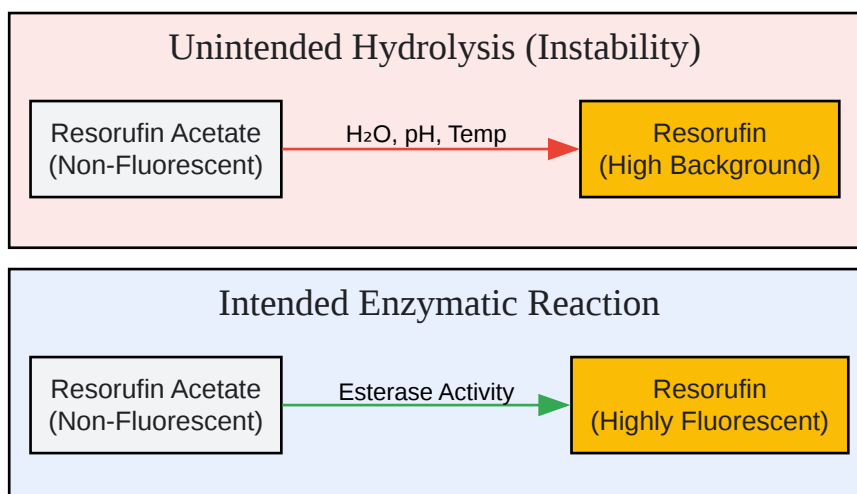 Unintended Hydrolysis (Instability)
Resorufin Acetate
(Non-Fluorescent)
H₂O, pH, Temp
Resorufin
(High Background)
Intended Enzymatic Reaction
Resorufin Acetate
(Non-Fluorescent)
Esterase Activity
Resorufin
(Highly Fluorescent)